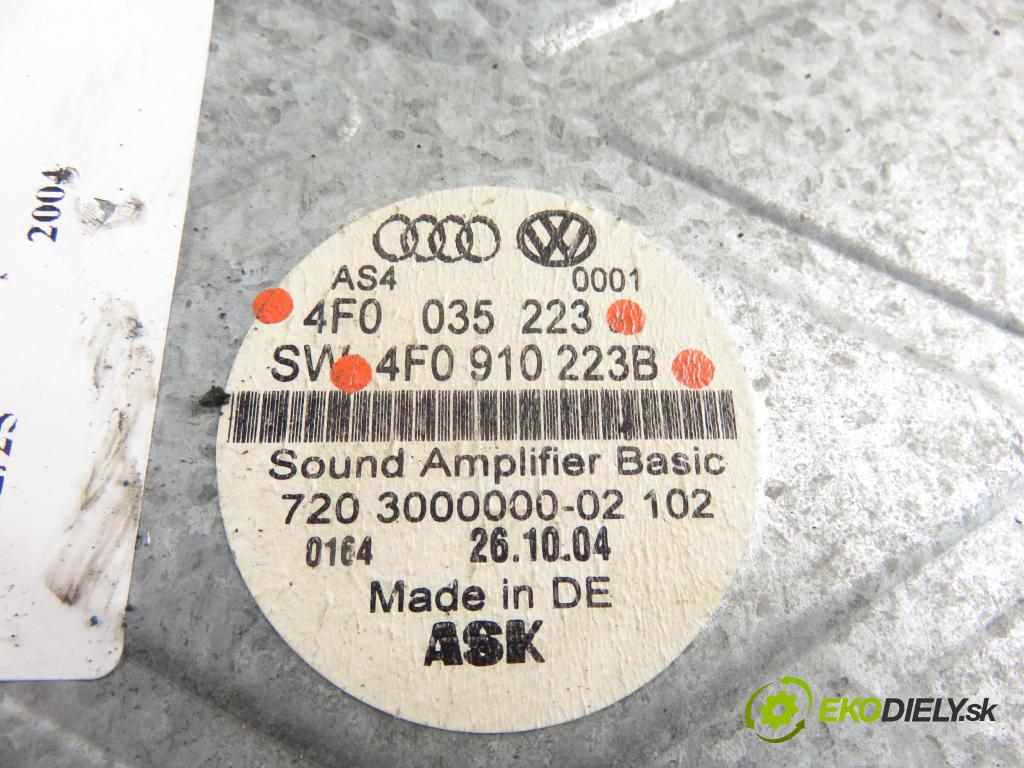 2004
AS4 0001
4F0 035 223
SW 4F0 910 223B
Sound Amplifier Basic
720 3000000-02 102
0164 26.10.04
Made in DE
ASK
EKODIELY.sk